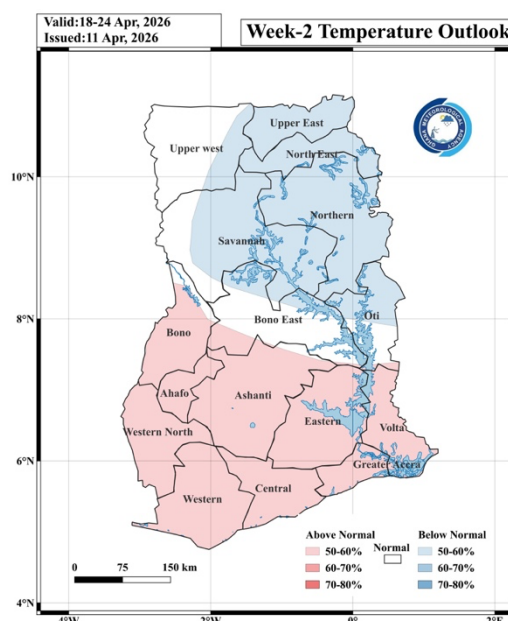 Valid:18-24 Apr, 2026
Issued:11 Apr, 2026
Week-2 Temperature Outlook
GHANA METEOROLOGICAL AGENCY
Upper East
Upper west
North East
10°N
Northern
Savannah
Oti
8°N
Bono East
Bono
Ahafo
Ashanti
Eastern
Volta
Western North
6°N
Greater Accra
Western
Central
Above Normal
Normal
Below Normal
50-60%
50-60%
60-70%
60-70%
70-80%
70-80%
0 75 150 km
4°N
0°